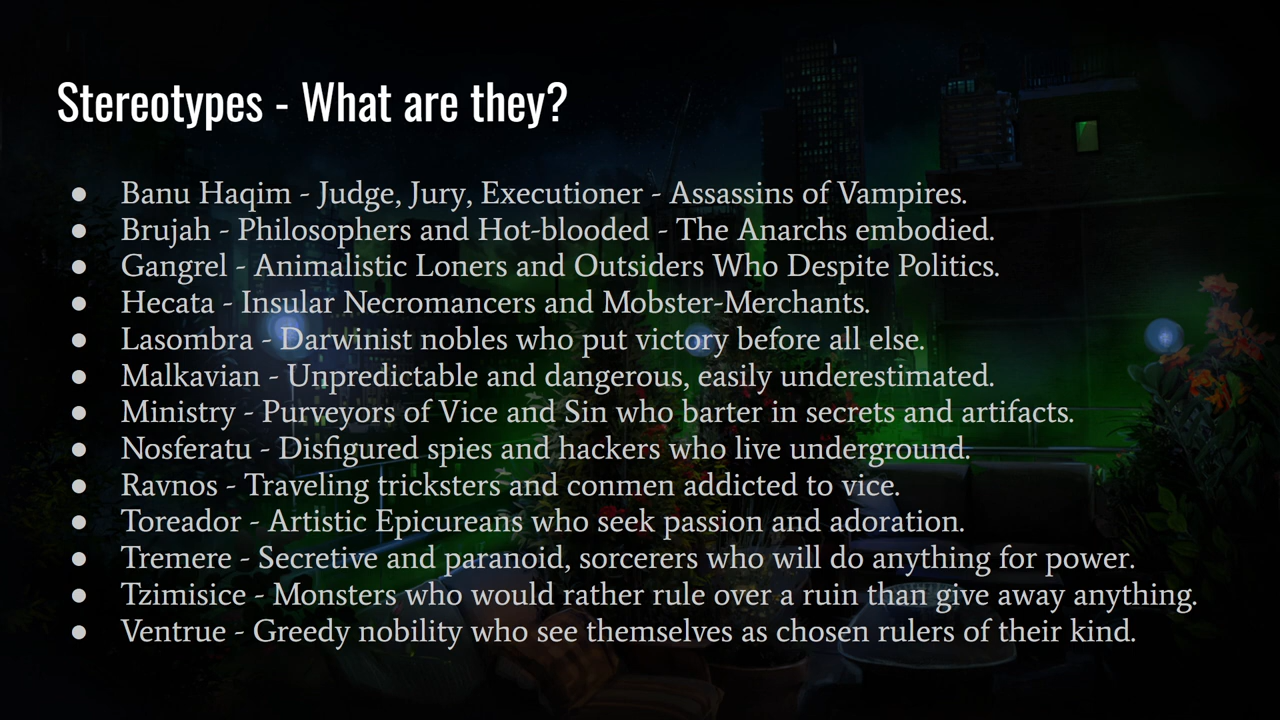 Stereotypes - What are they?
● Banu Haqim - Judge, Jury, Executioner - Assassins of Vampires.
● Brujah - Philosophers and Hot-blooded - The Anarchs embodied.
● Gangrel - Animalistic Loners and Outsiders Who Despite Politics.
● Hecata - Insular Necromancers and Mobster-Merchants.
● Lasombra - Darwinist nobles who put victory before all else.
● Malkavian - Unpredictable and dangerous, easily underestimated.
● Ministry - Purveyors of Vice and Sin who barter in secrets and artifacts.
● Nosferatu - Disfigured spies and hackers who live underground.
● Ravnos - Traveling tricksters and conmen addicted to vice.
● Toreador - Artistic Epicureans who seek passion and adoration.
● Tremere - Secretive and paranoid, sorcerers who will do anything for power.
● Tzimisice - Monsters who would rather rule over a ruin than give away anything.
● Ventrue - Greedy nobility who see themselves as chosen rulers of their kind.